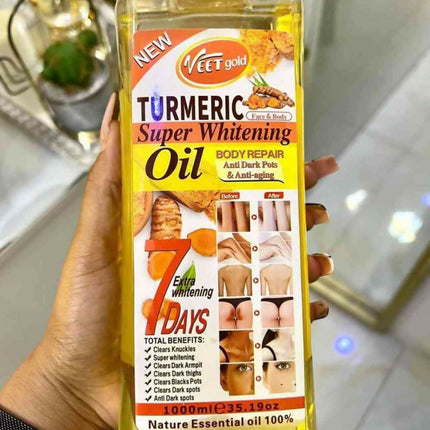 NEW
VEET gold
TURMERIC
Face & Body
Super Whitening
Oil
BODY REPAIR
Anti Dark Pots
& Anti-aging
Before
After
7
Extra
whitening
DAYS
TOTAL BENEFITS:
✓ Clears Knuckles
✓ Super whitening
✓ Clears Dark Armpit
✓ Clears Dark thighs
✓ Clears Blacks Pots
✓ Clears Dark spots
✓ Anti Dark spots
1000ml℮35.19oz
Nature Essential oil 100%